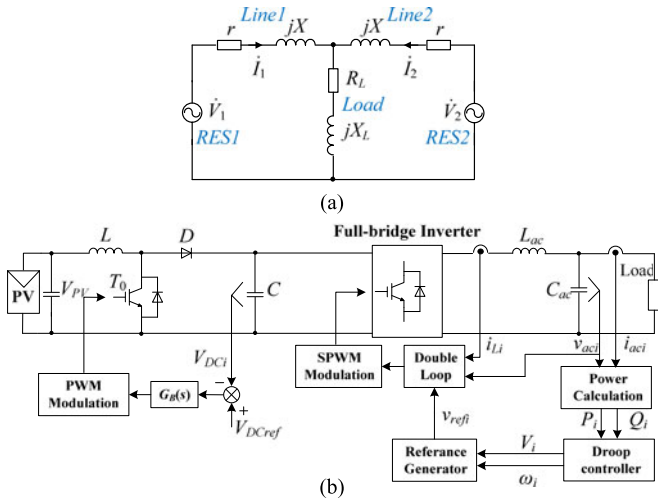 Line1
Line2
r
jX
jX
r
İ1
İ2
RL
V̇1
Load
V̇2
RES1
jXL
RES2
(a)
Full-bridge Inverter
L
D
Lac
PV
VPV
T0
C
Cac
Load
VDCi
iLi
vaci
iaci
PWM
Modulation
GB(s)
−
+
VDCref
SPWM
Modulation
Double
Loop
Power
Calculation
vrefi
Pi
Qi
Referance
Generator
Vi
ωi
Droop
controller
(b)